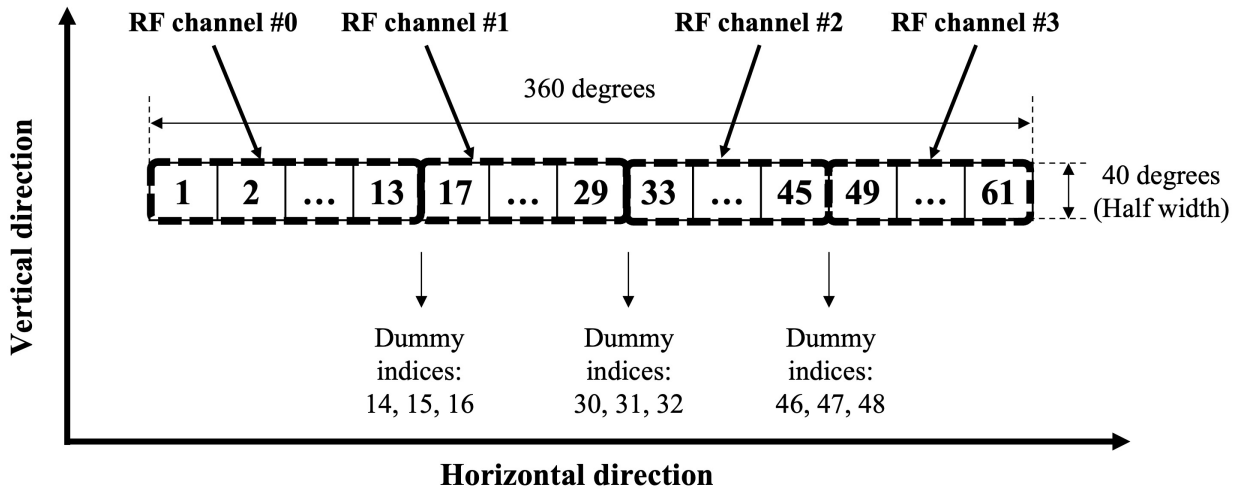 RF channel #0
RF channel #1
RF channel #2
RF channel #3
360 degrees
1 2 ... 13 17 ... 29 33 ... 45 49 ... 61
40 degrees
(Half width)
Vertical direction
Dummy
indices:
14, 15, 16
Dummy
indices:
30, 31, 32
Dummy
indices:
46, 47, 48
Horizontal direction